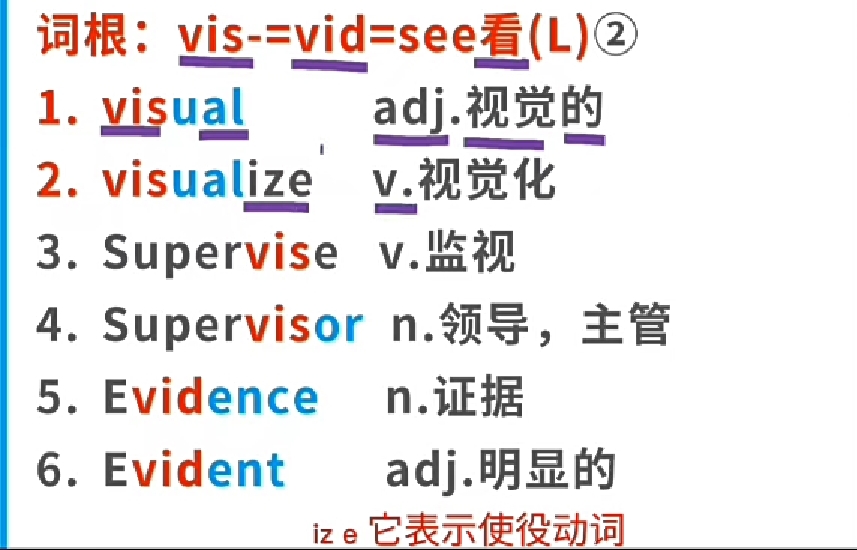 词根：vis-=vid=see看(L)②
1. visual adj.视觉的
2. visualize v.视觉化
3. Supervise v.监视
4. Supervisor n.领导，主管
5. Evidence n.证据
6. Evident adj.明显的
iz e 它表示使役动词